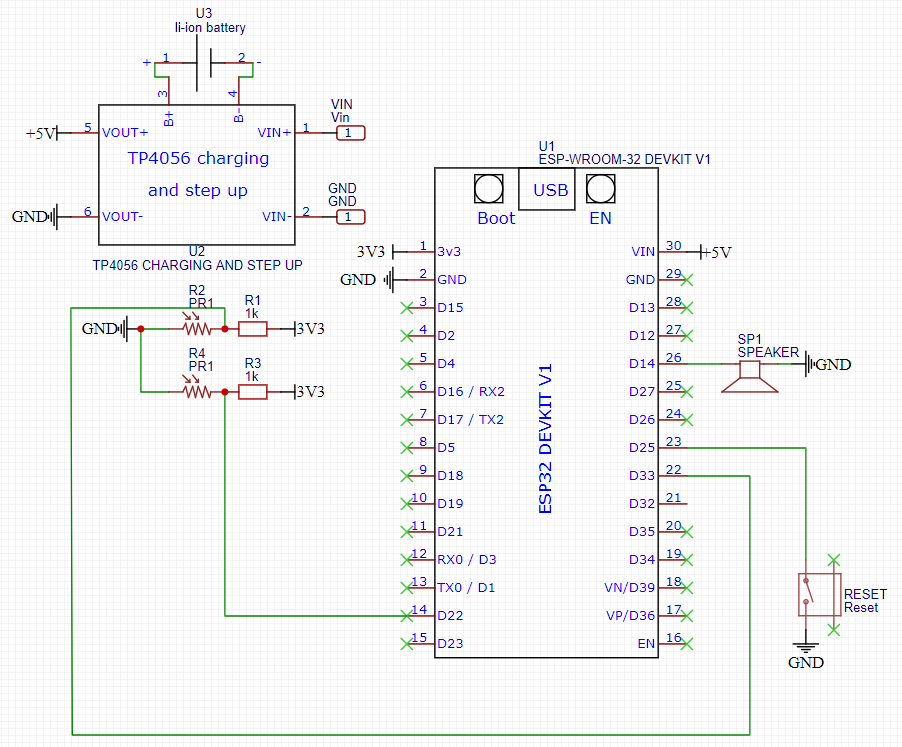 U3
li-ion battery
+ 1 2 -
3 4
B+ B-
+5V 5 VOUT+ VIN+ 1
VIN
Vin
1
TP4056 charging
and step up
GND 6 VOUT- VIN- 2
GND
GND
1
U2
TP4056 CHARGING AND STEP UP
U1
ESP-WROOM-32 DEVKIT V1
Boot USB EN
3V3 1 3v3
GND 2 GND
3 D15
4 D2
5 D4
6 D16 / RX2
7 D17 / TX2
8 D5
9 D18
10 D19
11 D21
12 RX0 / D3
13 TX0 / D1
14 D22
15 D23
ESP32 DEVKIT V1
VIN 30 +5V
GND 29
D13 28
D12 27
D14 26
D27 25
D26 24
D25 23
D33 22
D32 21
D35 20
D34 19
VN/D39 18
VP/D36 17
EN 16
R2
PR1
R1
1k
GND 3V3
R4
PR1
R3
1k
3V3
SP1
SPEAKER
GND
RESET
Reset
GND